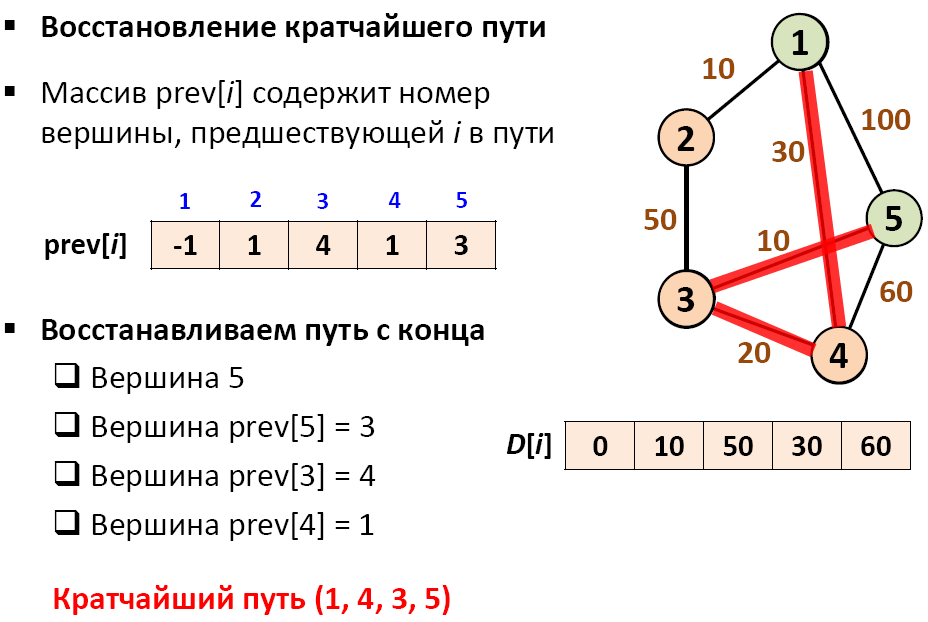 ▪ Восстановление кратчайшего пути
▪ Массив prev[i] содержит номер
вершины, предшествующей i в пути
1 2 3 4 5
prev[i] -1 1 4 1 3
▪ Восстанавливаем путь с конца
❑ Вершина 5
❑ Вершина prev[5] = 3
❑ Вершина prev[3] = 4
❑ Вершина prev[4] = 1
Кратчайший путь (1, 4, 3, 5)
1
10
100
2
30
5
50
10
3
60
20
4
D[i] 0 10 50 30 60